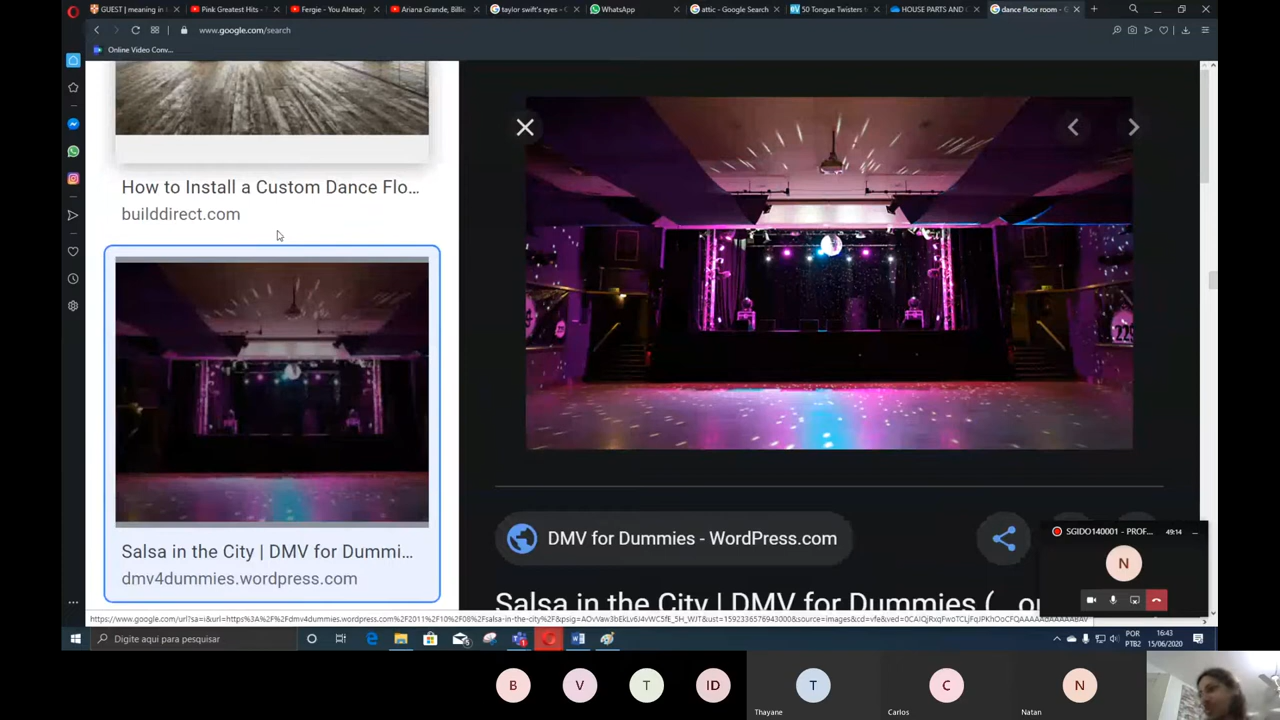 GUEST | meaning in t
Pink Greatest Hits -
Fergie - You Already
Ariana Grande, Billie
taylor swift's eyes -
WhatsApp
attic - Google Search
50 Tongue Twisters t
HOUSE PARTS AND
dance floor room - G
www.google.com/search
Online Video Conv...
How to Install a Custom Dance Flo...
builddirect.com
Salsa in the City | DMV for Dummi...
dmv4dummies.wordpress.com
DMV for Dummies - WordPress.com
Salsa in the City | DMV for Dummies (
SGIDO140001 - PROF...
49:14
N
Digite aqui para pesquisar
POR
PTB2
16:43
15/06/2020
B
V
T
ID
T
Thayane
C
Carlos
N
Natan